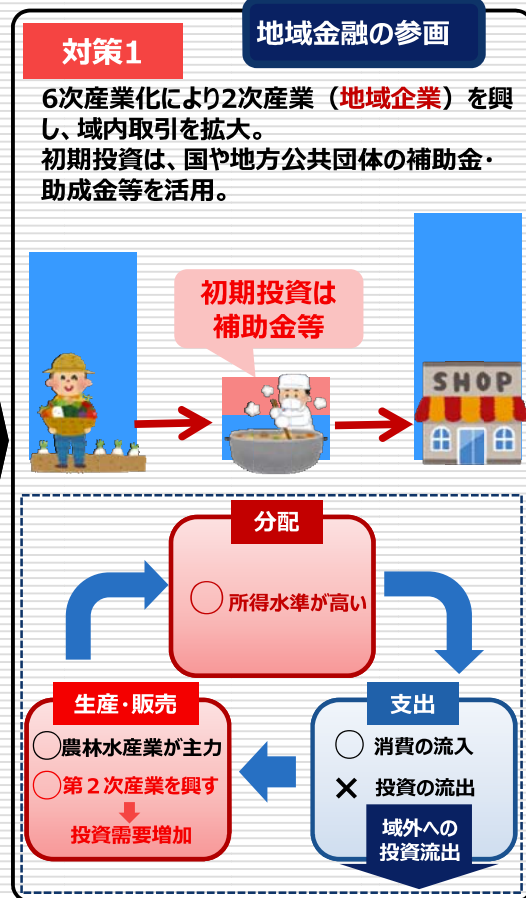 地域金融の参画
対策1
6次産業化により2次産業（地域企業）を興
し、域内取引を拡大。
初期投資は、国や地方公共団体の補助金・
助成金等を活用。
初期投資は
補助金等
SHOP
分配
○ 所得水準が高い
生産・販売
○農林水産業が主力
○第２次産業を興す
投資需要増加
支出
○ 消費の流入
× 投資の流出
域外への
投資流出